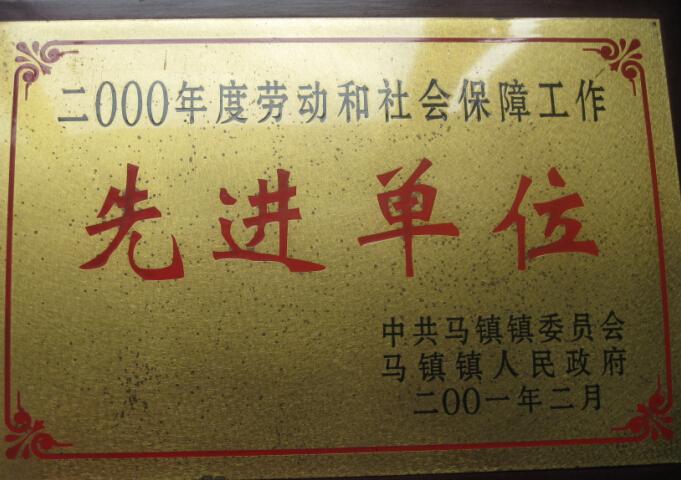 二000年度劳动和社会保障工作
先进单位
中共马镇镇委员会
马镇镇人民政府
二00一年二月